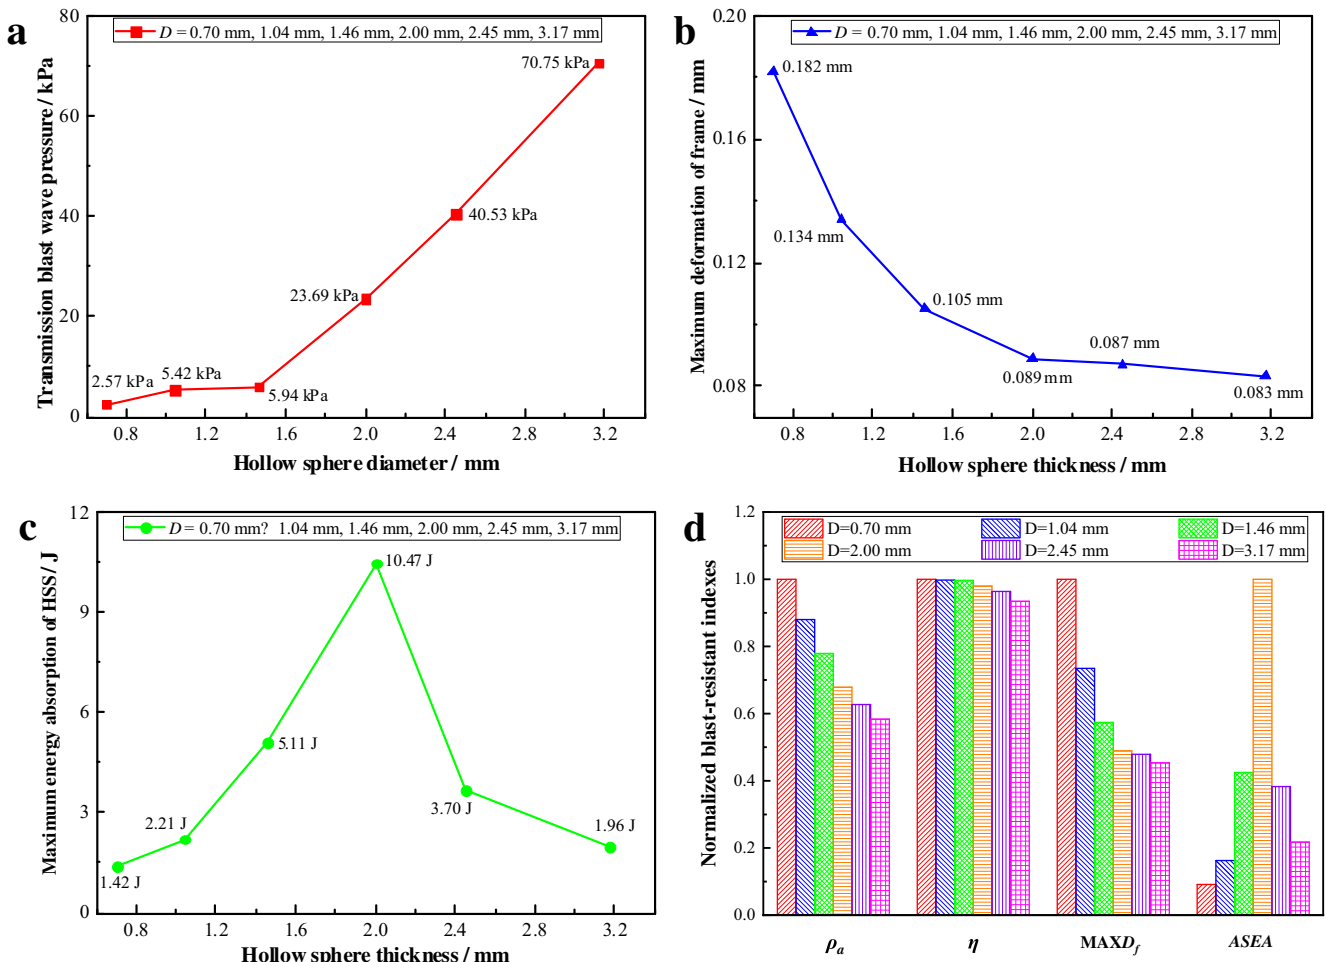 a
80
D = 0.70 mm, 1.04 mm, 1.46 mm, 2.00 mm, 2.45 mm, 3.17 mm
70.75 kPa
60
Transmission blast wave pressure / kPa
40
40.53 kPa
23.69 kPa
20
5.42 kPa
2.57 kPa
5.94 kPa
0
0.8 1.2 1.6 2.0 2.4 2.8 3.2
Hollow sphere diameter / mm
b
0.20
D = 0.70 mm, 1.04 mm, 1.46 mm, 2.00 mm, 2.45 mm, 3.17 mm
0.182 mm
0.16
Maximum deformation of frame / mm
0.134 mm
0.12
0.105 mm
0.087 mm
0.089 mm
0.08
0.083 mm
0.8 1.2 1.6 2.0 2.4 2.8 3.2
Hollow sphere thickness / mm
c
12
D = 0.70 mm? 1.04 mm, 1.46 mm, 2.00 mm, 2.45 mm, 3.17 mm
10.47 J
9
Maximum energy absorption of HSS / J
6
5.11 J
3.70 J
3
2.21 J
1.96 J
1.42 J
0
0.8 1.2 1.6 2.0 2.4 2.8 3.2
Hollow sphere thickness / mm
d
1.2
D=0.70 mm D=1.04 mm D=1.46 mm
D=2.00 mm D=2.45 mm D=3.17 mm
1.0
0.8
Normalized blast-resistant indexes
0.6
0.4
0.2
0.0
ρa η MAXDf ASEA